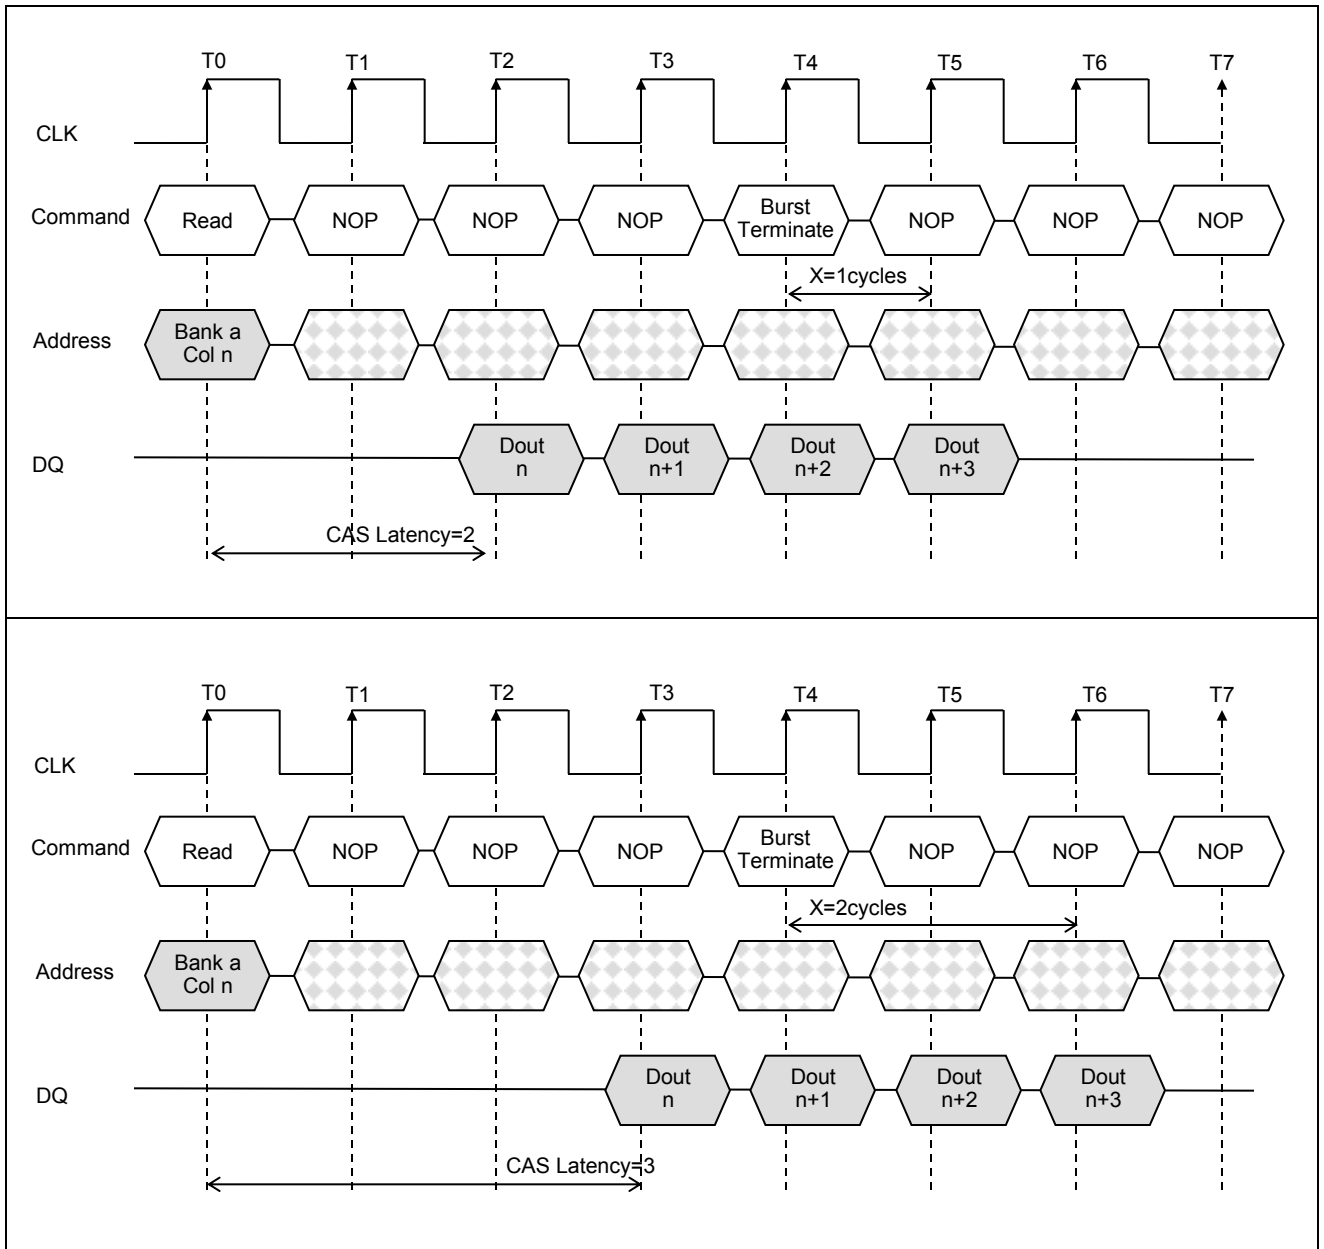 T0 T1 T2 T3 T4 T5 T6 T7
CLK
Command Read NOP NOP NOP Burst Terminate NOP NOP NOP
X=1cycles
Address Bank a Col n
DQ Dout n Dout n+1 Dout n+2 Dout n+3
CAS Latency=2
T0 T1 T2 T3 T4 T5 T6 T7
CLK
Command Read NOP NOP NOP Burst Terminate NOP NOP NOP
X=2cycles
Address Bank a Col n
DQ Dout n Dout n+1 Dout n+2 Dout n+3
CAS Latency=3